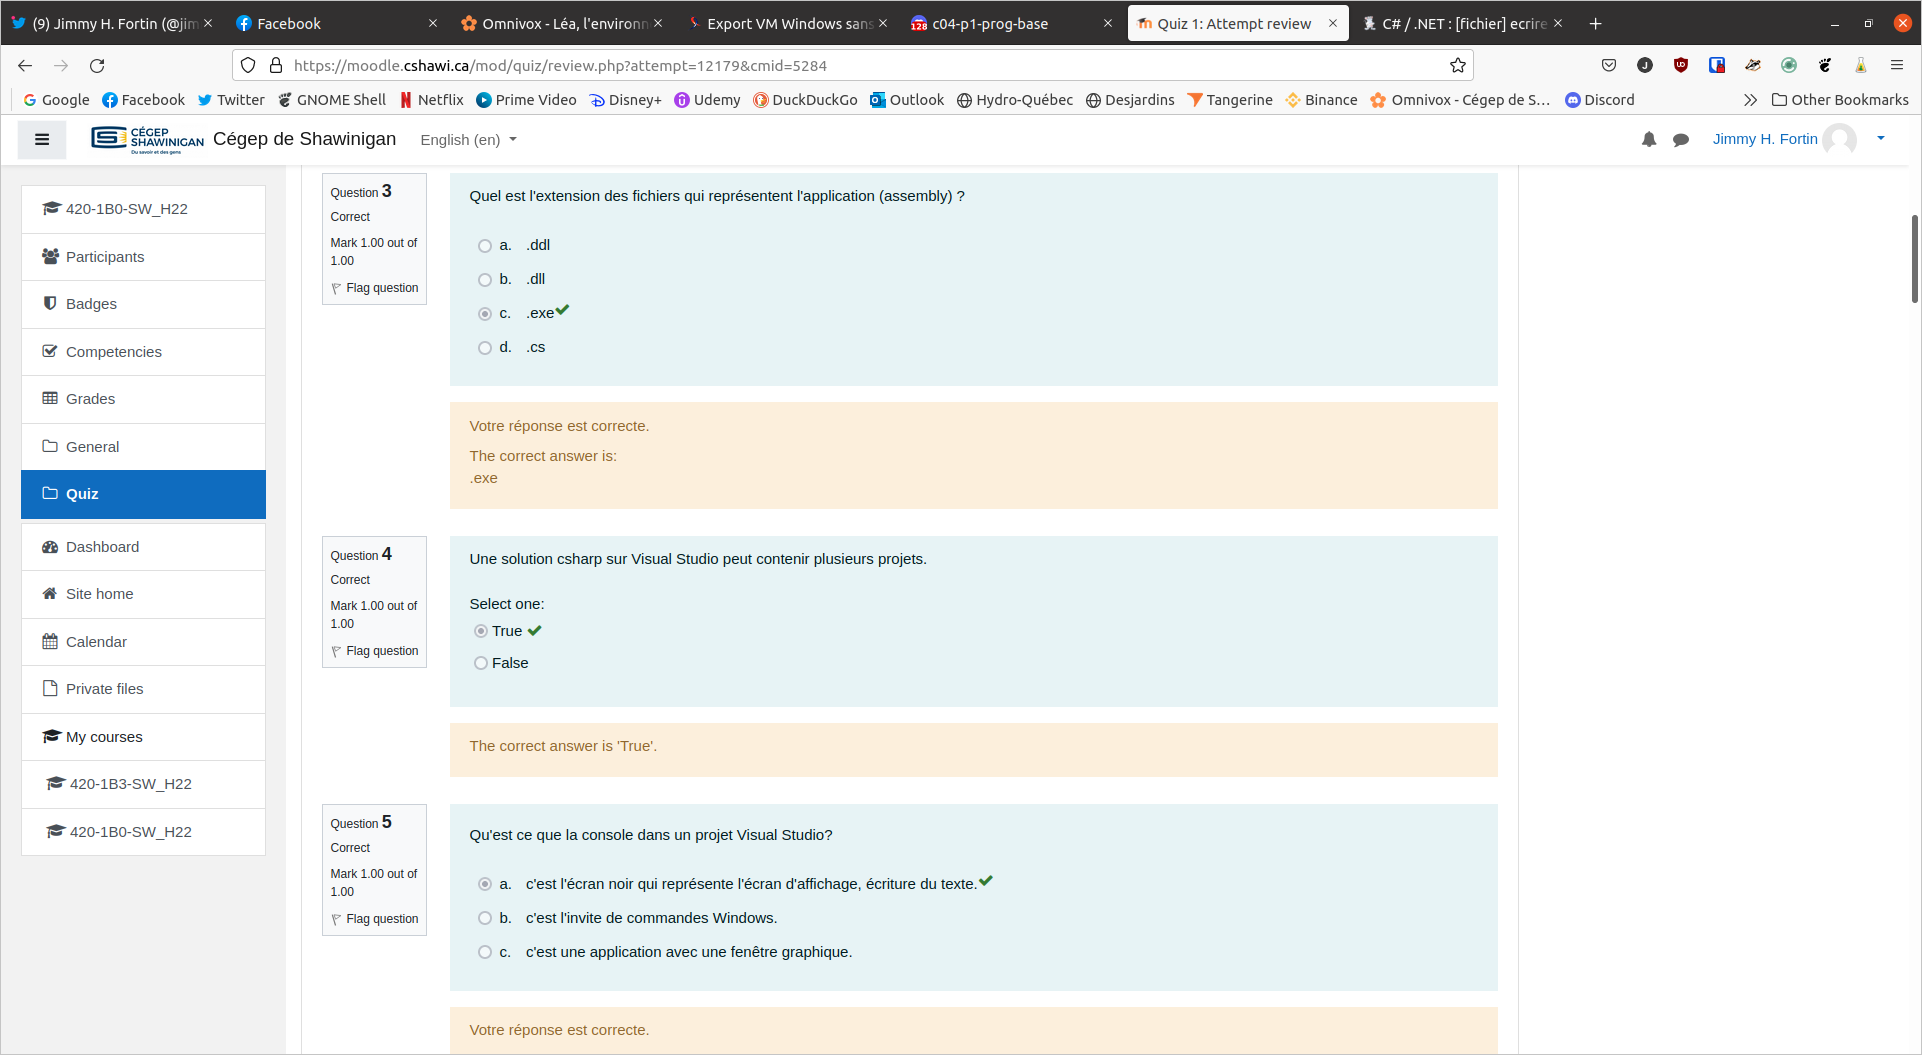 (9) Jimmy H. Fortin (@jim
Facebook
Omnivox - Léa, l'environn
Export VM Windows sans
128
c04-p1-prog-base
Quiz 1: Attempt review
C# / .NET : [fichier] ecrire
https://moodle.cshawi.ca/mod/quiz/review.php?attempt=12179&cmid=5284
Google
Facebook
Twitter
GNOME Shell
Netflix
Prime Video
Disney+
Udemy
DuckDuckGo
Outlook
Hydro-Québec
Desjardins
Tangerine
Binance
Omnivox - Cégep de S...
Discord
Other Bookmarks
CÉGEP
SHAWINIGAN
Du savoir et des gens
Cégep de Shawinigan
English (en)
Jimmy H. Fortin
420-1B0-SW_H22
Participants
Badges
Competencies
Grades
General
Quiz
Dashboard
Site home
Calendar
Private files
My courses
420-1B3-SW_H22
420-1B0-SW_H22
Question 3
Correct
Mark 1.00 out of
1.00
Flag question
Quel est l'extension des fichiers qui représentent l'application (assembly) ?
a. .ddl
b. .dll
c. .exe
d. .cs
Votre réponse est correcte.
The correct answer is:
.exe
Question 4
Correct
Mark 1.00 out of
1.00
Flag question
Une solution csharp sur Visual Studio peut contenir plusieurs projets.
Select one:
True
False
The correct answer is 'True'.
Question 5
Correct
Mark 1.00 out of
1.00
Flag question
Qu'est ce que la console dans un projet Visual Studio?
a. c'est l'écran noir qui représente l'écran d'affichage, écriture du texte.
b. c'est l'invite de commandes Windows.
c. c'est une application avec une fenêtre graphique.
Votre réponse est correcte.